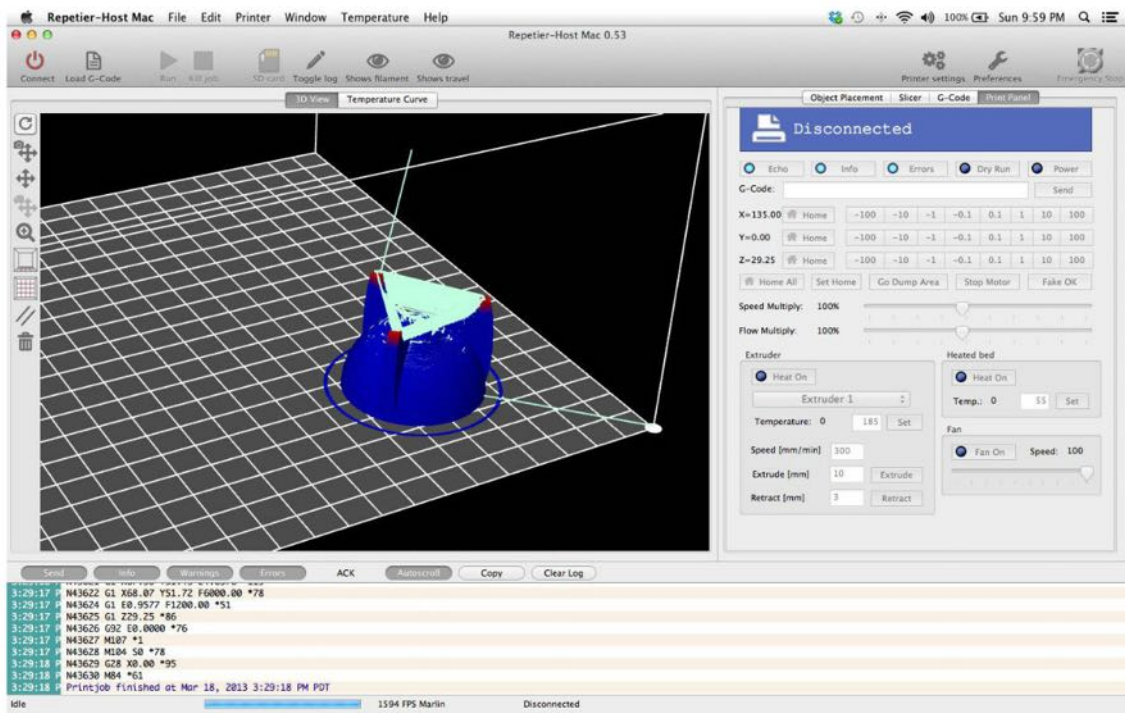 Repetier-Host Mac File Edit Printer Window Temperature Help 100% Sun 9:59 PM
Repetier-Host Mac 0.53
Connect Load G-Code Run Kill job SD card Toggle log Shows filament Shows travel Printer settings Preferences Emergency Stop
3D View Temperature Curve
Object Placement Slicer G-Code Print Panel
Disconnected
Echo Info Errors Dry Run Power
G-Code: Send
X=135.00 Home -100 -10 -1 -0.1 0.1 1 10 100
Y=0.00 Home -100 -10 -1 -0.1 0.1 1 10 100
Z=29.25 Home -100 -10 -1 -0.1 0.1 1 10 100
Home All Set Home Go Dump Area Stop Motor Fake OK
Speed Multiply: 100%
Flow Multiply: 100%
Extruder
Heat On
Extruder 1
Temperature: 0 185 Set
Speed [mm/min] 300
Extrude [mm] 10 Extrude
Retract [mm] 3 Retract
Heated bed
Heat On
Temp.: 0 55 Set
Fan
Fan On Speed: 100
Send Info Warnings Errors ACK Autoscroll Copy Clear Log
3:29:17 P N43622 G1 X68.07 Y51.72 F6000.00 *78
3:29:17 P N43624 G1 E0.9577 F1200.00 *51
3:29:17 P N43625 G1 Z29.25 *86
3:29:17 P N43626 G92 E0.0000 *76
3:29:17 P N43627 M107 *1
3:29:17 P N43628 M104 S0 *78
3:29:18 P N43629 G28 X0.00 *95
3:29:18 P N43630 M84 *61
3:29:18 P Printjob finished at Mar 18, 2013 3:29:18 PM PDT
Idle 1594 FPS Marlin Disconnected